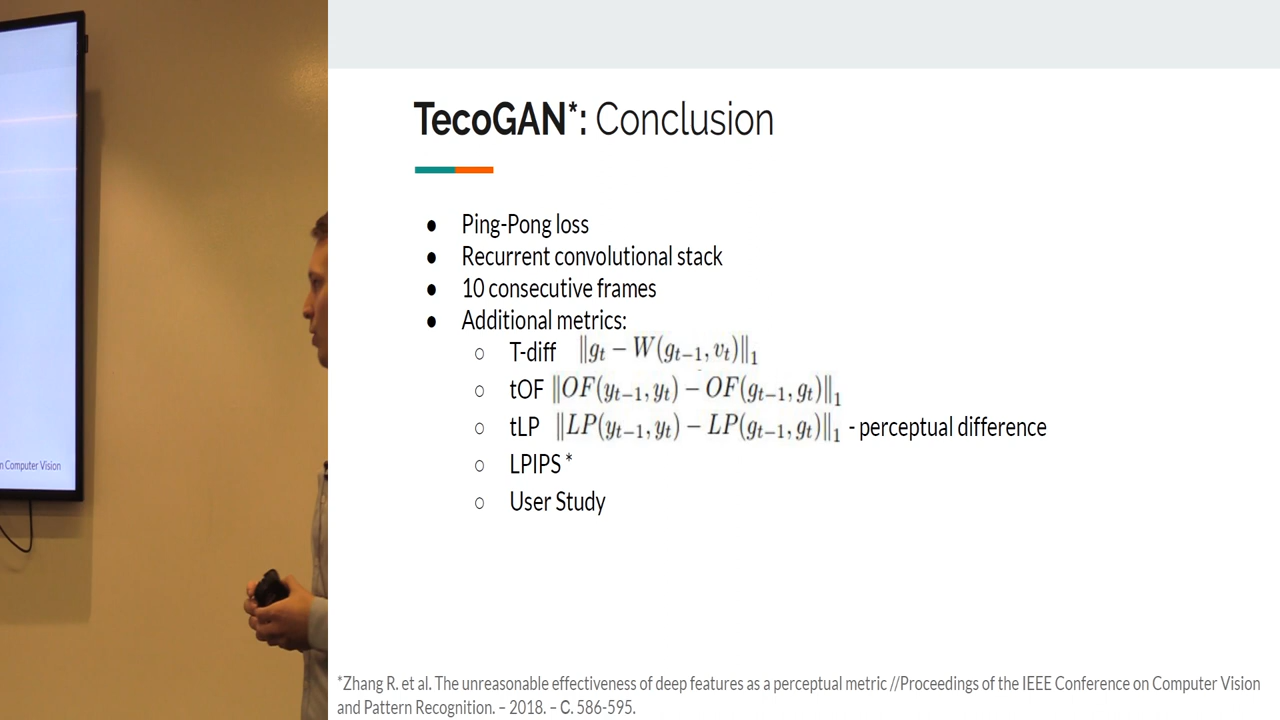 TecoGAN*: Conclusion
● Ping-Pong loss
● Recurrent convolutional stack
● 10 consecutive frames
● Additional metrics:
○ T-diff ‖g_t − W(g_{t−1}, v_t)‖_1
○ tOF ‖OF(y_{t−1}, y_t) − OF(g_{t−1}, g_t)‖_1
○ tLP ‖LP(y_{t−1}, y_t) − LP(g_{t−1}, g_t)‖_1 - perceptual difference
○ LPIPS *
○ User Study
n Computer Vision
*Zhang R. et al. The unreasonable effectiveness of deep features as a perceptual metric //Proceedings of the IEEE Conference on Computer Vision
and Pattern Recognition. – 2018. – С. 586-595.